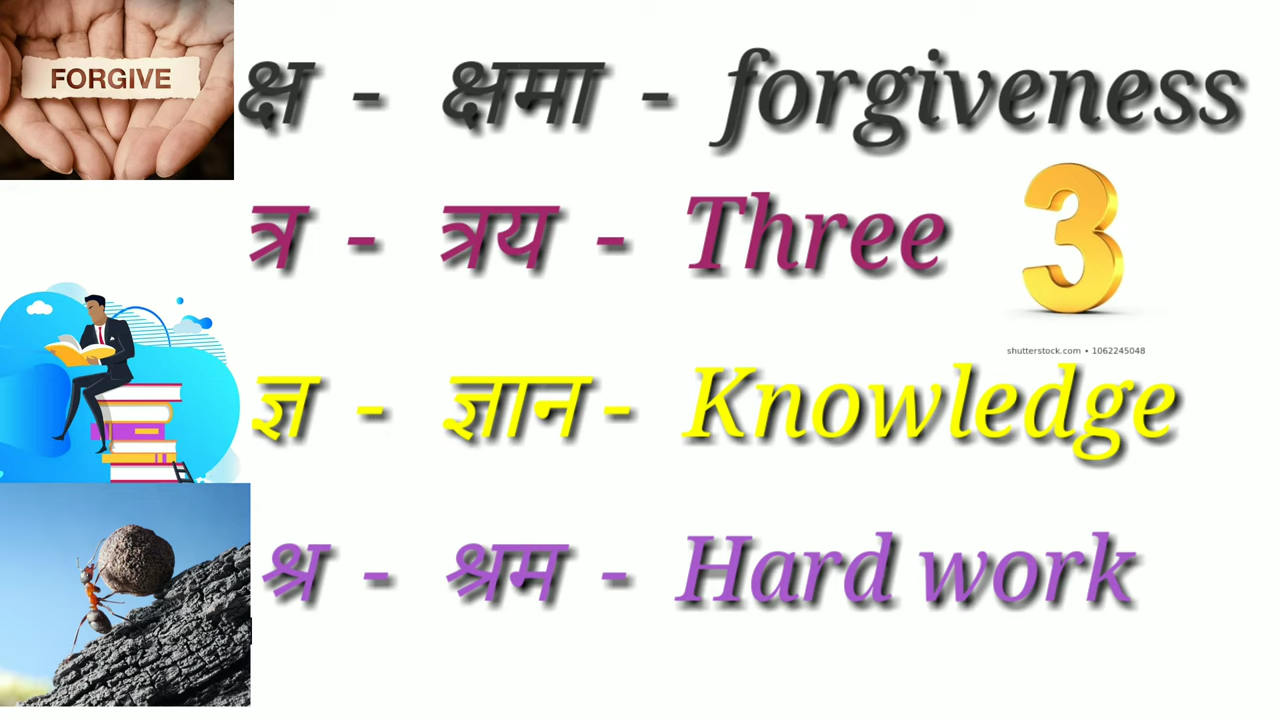 FORGIVE
क्ष - क्षमा - forgiveness
त्र - त्रय - Three
3
shutterstock.com • 1062245048
ज्ञ - ज्ञान - Knowledge
श्र - श्रम - Hard work